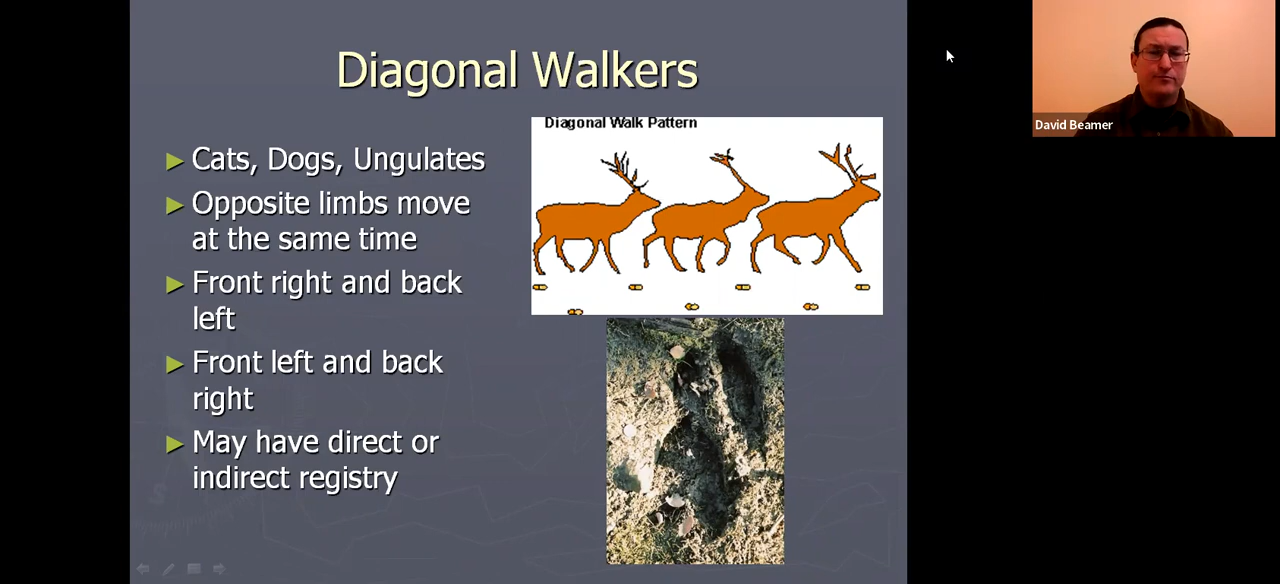 Diagonal Walkers
Cats, Dogs, Ungulates
Opposite limbs move
at the same time
Front right and back
left
Front left and back
right
May have direct or
indirect registry
Diagonal Walk Pattern
David Beamer